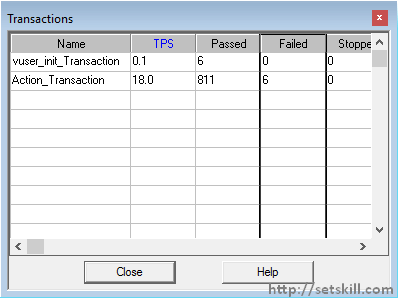 Transactions
Name TPS Passed Failed Stoppe
vuser_init_Transaction 0.1 6 0 0
Action_Transaction 18.0 811 6 0
Close Help
http://setskill.com